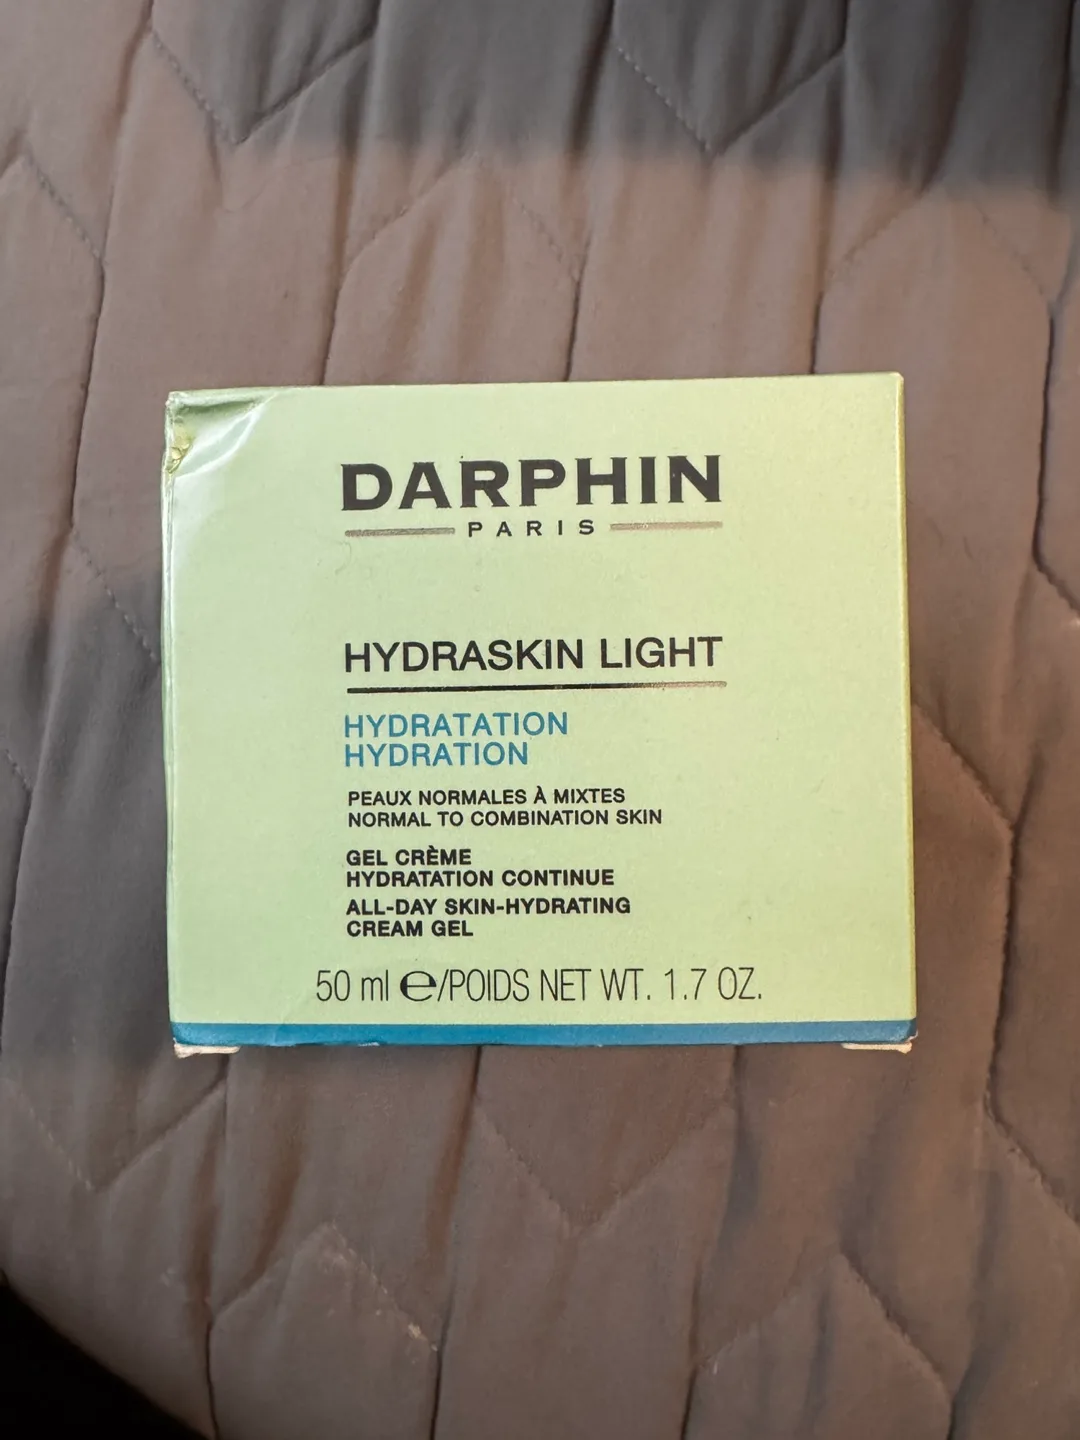 DARPHIN
PARIS
HYDRASKIN LIGHT
HYDRATATION
HYDRATION
PEAUX NORMALES À MIXTES
NORMAL TO COMBINATION SKIN
GEL CRÈME
HYDRATATION CONTINUE
ALL-DAY SKIN-HYDRATING
CREAM GEL
50 ml ℮/POIDS NET WT. 1.7 OZ.